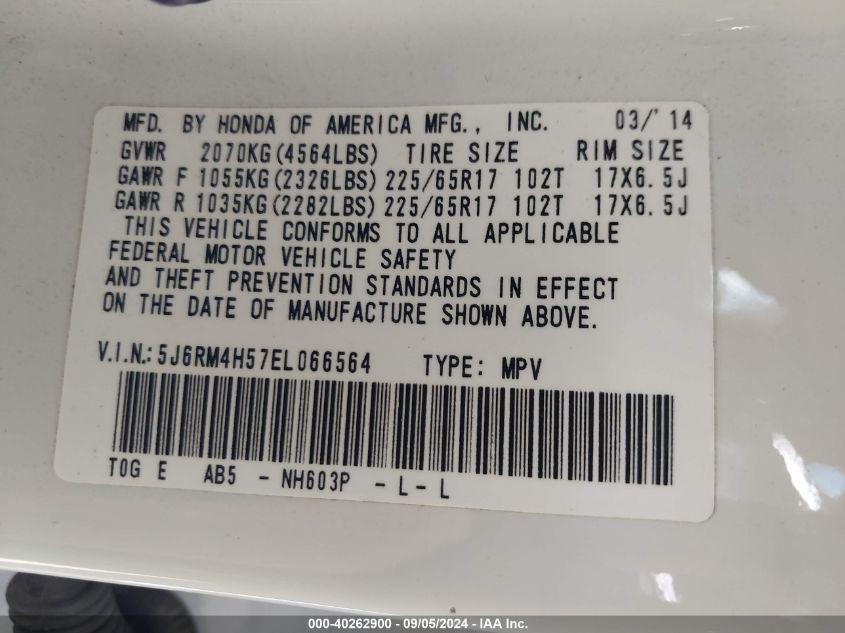 MFD. BY HONDA OF AMERICA MFG., INC. 03/'14
GVWR 2070KG(4564LBS) TIRE SIZE RIM SIZE
GAWR F 1055KG(2326LBS) 225/65R17 102T 17X6.5J
GAWR R 1035KG(2282LBS) 225/65R17 102T 17X6.5J
THIS VEHICLE CONFORMS TO ALL APPLICABLE
FEDERAL MOTOR VEHICLE SAFETY
AND THEFT PREVENTION STANDARDS IN EFFECT
ON THE DATE OF MANUFACTURE SHOWN ABOVE.
V.I.N.: 5J6RM4H57EL066564 TYPE: MPV
T0G E AB5 - NH603P - L - L
000-40262900 - 09/05/2024 - IAA Inc.